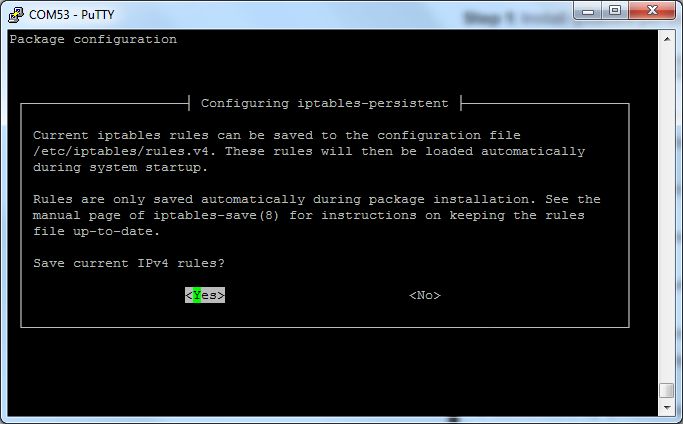 COM53 - PuTTY
Step 1: Instal
Package configuration
Configuring iptables-persistent
Current iptables rules can be saved to the configuration file
/etc/iptables/rules.v4. These rules will then be loaded automatically
during system startup.
Rules are only saved automatically during package installation. See the
manual page of iptables-save(8) for instructions on keeping the rules
file up-to-date.
Save current IPv4 rules?
<Yes> <No>